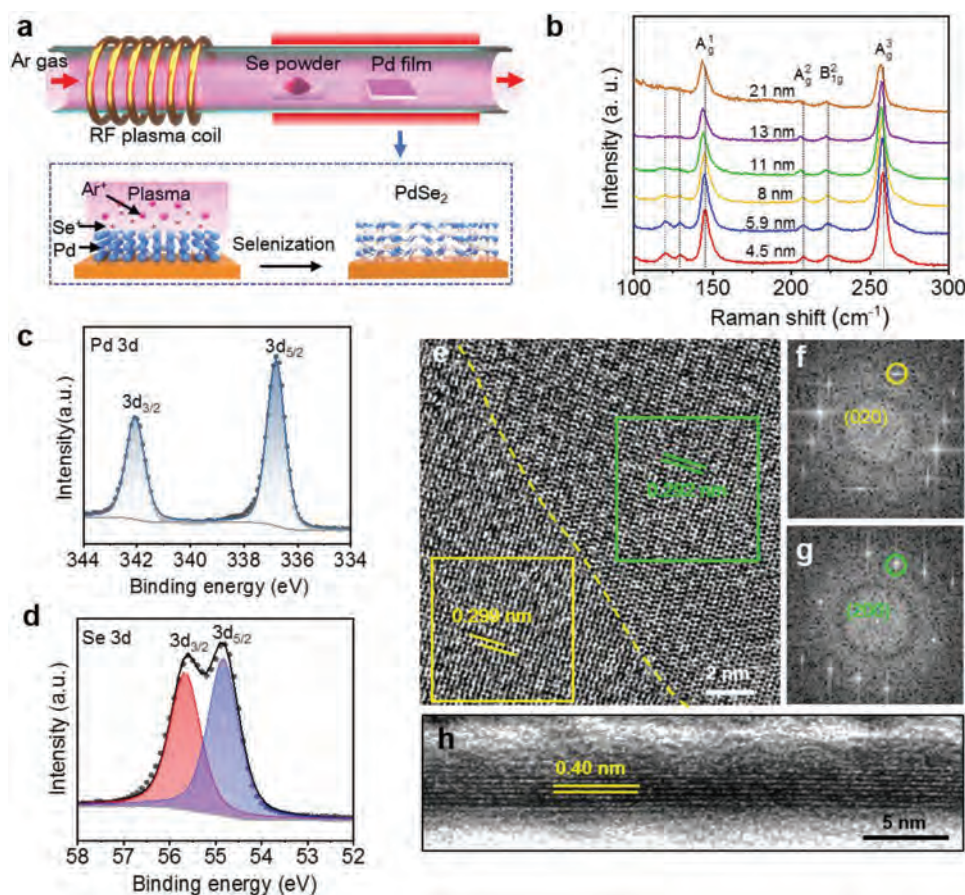 a
Ar gas
Se powder
Pd film
RF plasma coil
Ar⁺
Plasma
Se⁺
Pd
Selenization
PdSe₂
b
Intensity (a. u.)
A¹g
A²g
B²1g
A³g
21 nm
13 nm
11 nm
8 nm
5.9 nm
4.5 nm
100 150 200 250 300
Raman shift (cm⁻¹)
c
Pd 3d
3d₃/₂
3d₅/₂
Intensity(a.u.)
344 342 340 338 336 334
Binding energy (eV)
d
Se 3d
3d₃/₂
3d₅/₂
Intensity (a.u.)
58 57 56 55 54 53 52
Binding energy (eV)
e
0.290 nm
2 nm
f
(020)
g
(200)
h
0.40 nm
5 nm